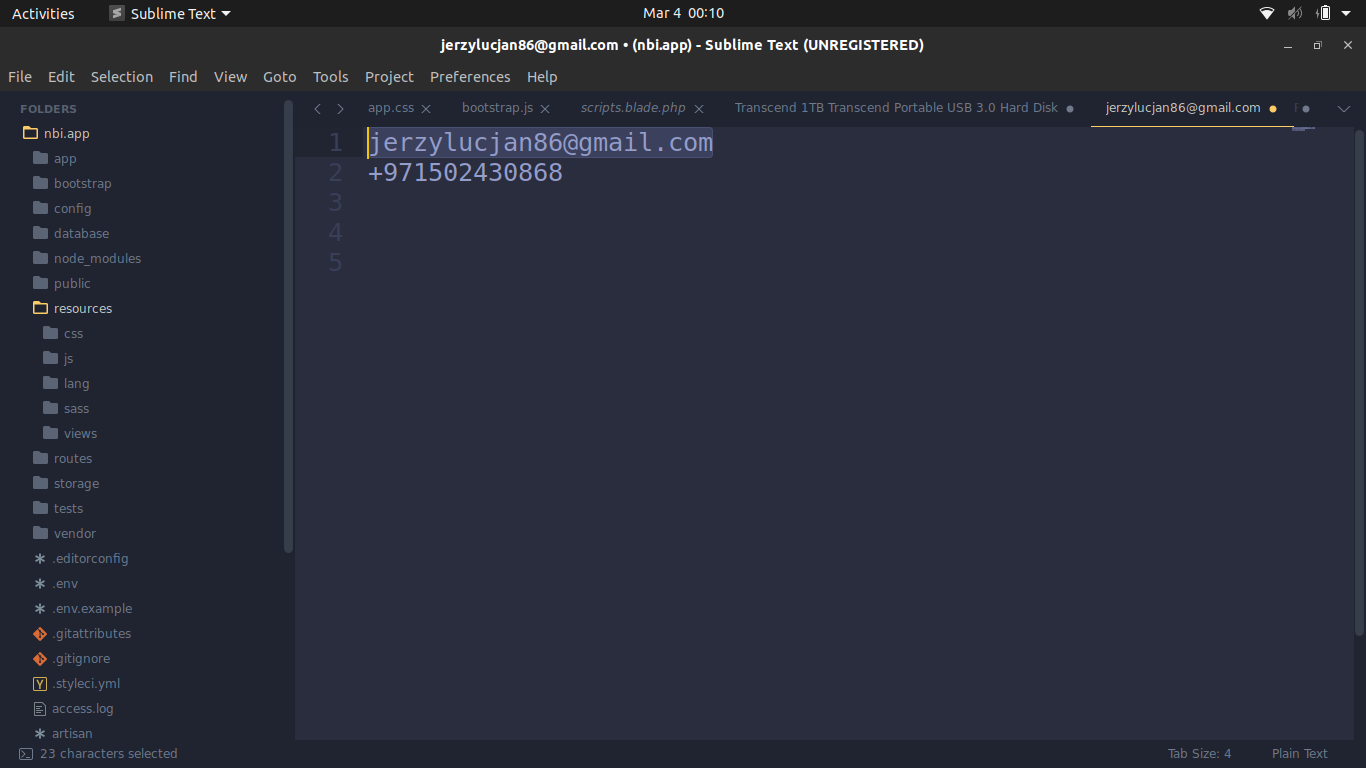 Activities
Sublime Text
Mar 4 00:10
jerzylucjan86@gmail.com • (nbi.app) - Sublime Text (UNREGISTERED)
File Edit Selection Find View Goto Tools Project Preferences Help
FOLDERS
nbi.app
app
bootstrap
config
database
node_modules
public
resources
css
js
lang
sass
views
routes
storage
tests
vendor
.editorconfig
.env
.env.example
.gitattributes
.gitignore
.styleci.yml
access.log
artisan
app.css
bootstrap.js
scripts.blade.php
Transcend 1TB Transcend Portable USB 3.0 Hard Disk
jerzylucjan86@gmail.com
1 jerzylucjan86@gmail.com
2 +971502430868
3
4
5
23 characters selected
Tab Size: 4
Plain Text